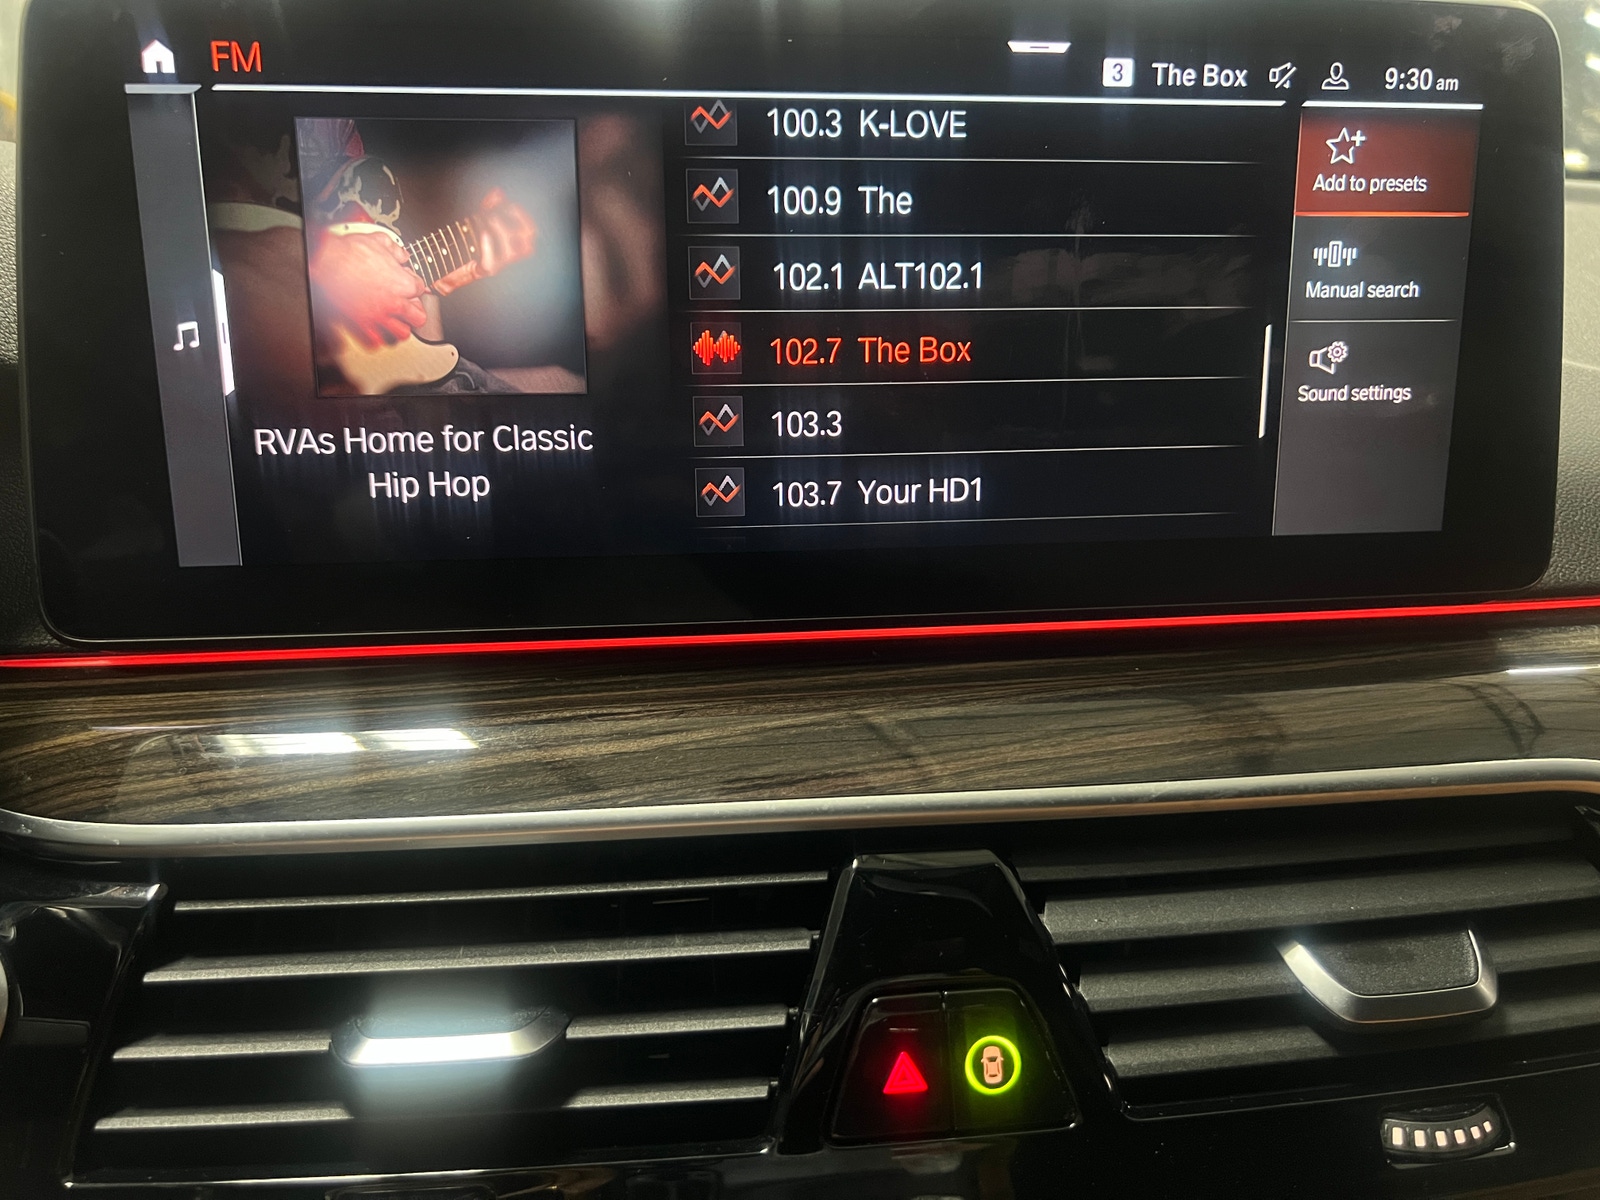 FM
3 The Box 9:30 am
100.3 K-LOVE
100.9 The
102.1 ALT102.1
102.7 The Box
103.3
103.7 Your HD1
RVAs Home for Classic
Hip Hop
Add to presets
Manual search
Sound settings